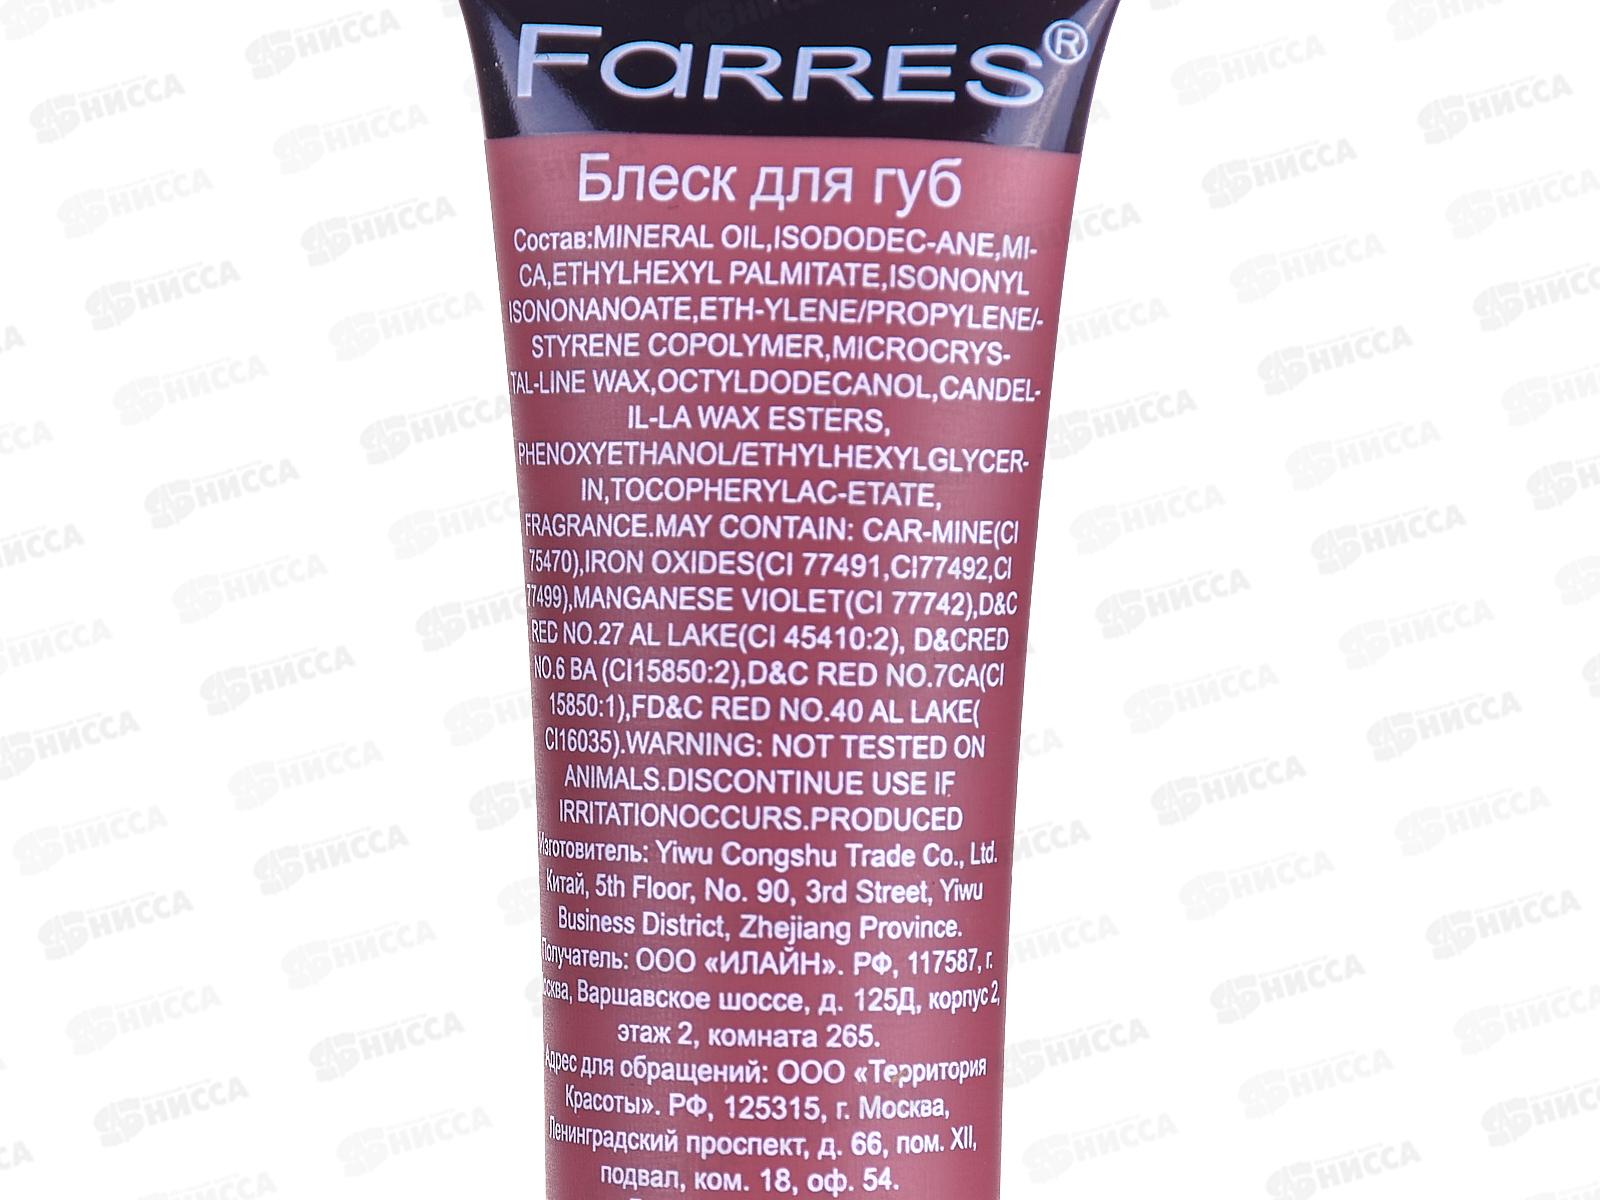 FARRES®
Блеск для губ
Состав:MINERAL OIL,ISODODEC-ANE,MI-
CA,ETHYLHEXYL PALMITATE,ISONONYL
ISONONANOATE,ETH-YLENE/PROPYLENE/-
STYRENE COPOLYMER,MICROCRYS-
TAL-LINE WAX,OCTYLDODECANOL,CANDEL-
IL-LA WAX ESTERS,
PHENOXYETHANOL/ETHYLHEXYLGLYCER-
IN,TOCOPHERYLAC-ETATE,
FRAGRANCE.MAY CONTAIN: CAR-MINE(CI
75470),IRON OXIDES(CI 77491,CI77492,CI
77499),MANGANESE VIOLET(CI 77742),D&C
RED NO.27 AL LAKE(CI 45410:2), D&CRED
NO.6 BA (CI15850:2),D&C RED NO.7CA(CI
15850:1),FD&C RED NO.40 AL LAKE(
CI16035).WARNING: NOT TESTED ON
ANIMALS.DISCONTINUE USE IF
IRRITATIONOCCURS.PRODUCED
Изготовитель: Yiwu Congshu Trade Co., Ltd.
Китай, 5th Floor, No. 90, 3rd Street, Yiwu
Business District, Zhejiang Province.
Получатель: ООО «ИЛАЙН». РФ, 117587, г.
осква, Варшавское шоссе, д. 125Д, корпус 2,
этаж 2, комната 265.
Адрес для обращений: ООО «Территория
Красоты». РФ, 125315, г. Москва,
Ленинградский проспект, д. 66, пом. XII,
подвал, ком. 18, оф. 54.